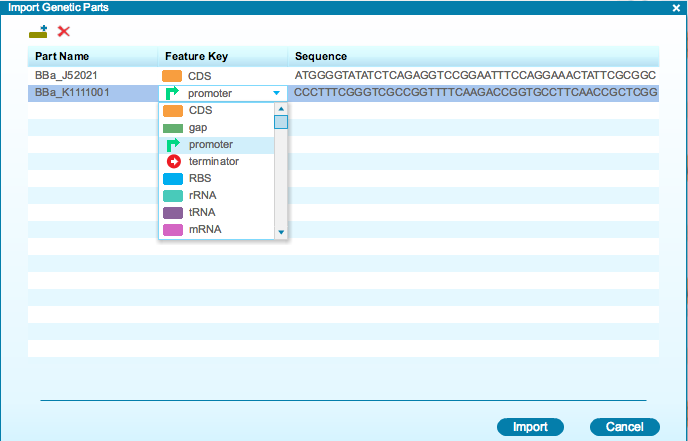 Import Genetic Parts
Part Name Feature Key Sequence
BBa_J52021 CDS ATGGGGTATATCTCAGAGGTCCGGAATTTCCAGGAAACTATTCGCGGC
BBa_K1111001 promoter CCCTTTCGGGTCGCCGGTTTTCAAGACCGGTGCCTTCAACCGCTCGG
CDS
gap
promoter
terminator
RBS
rRNA
tRNA
mRNA
Import Cancel